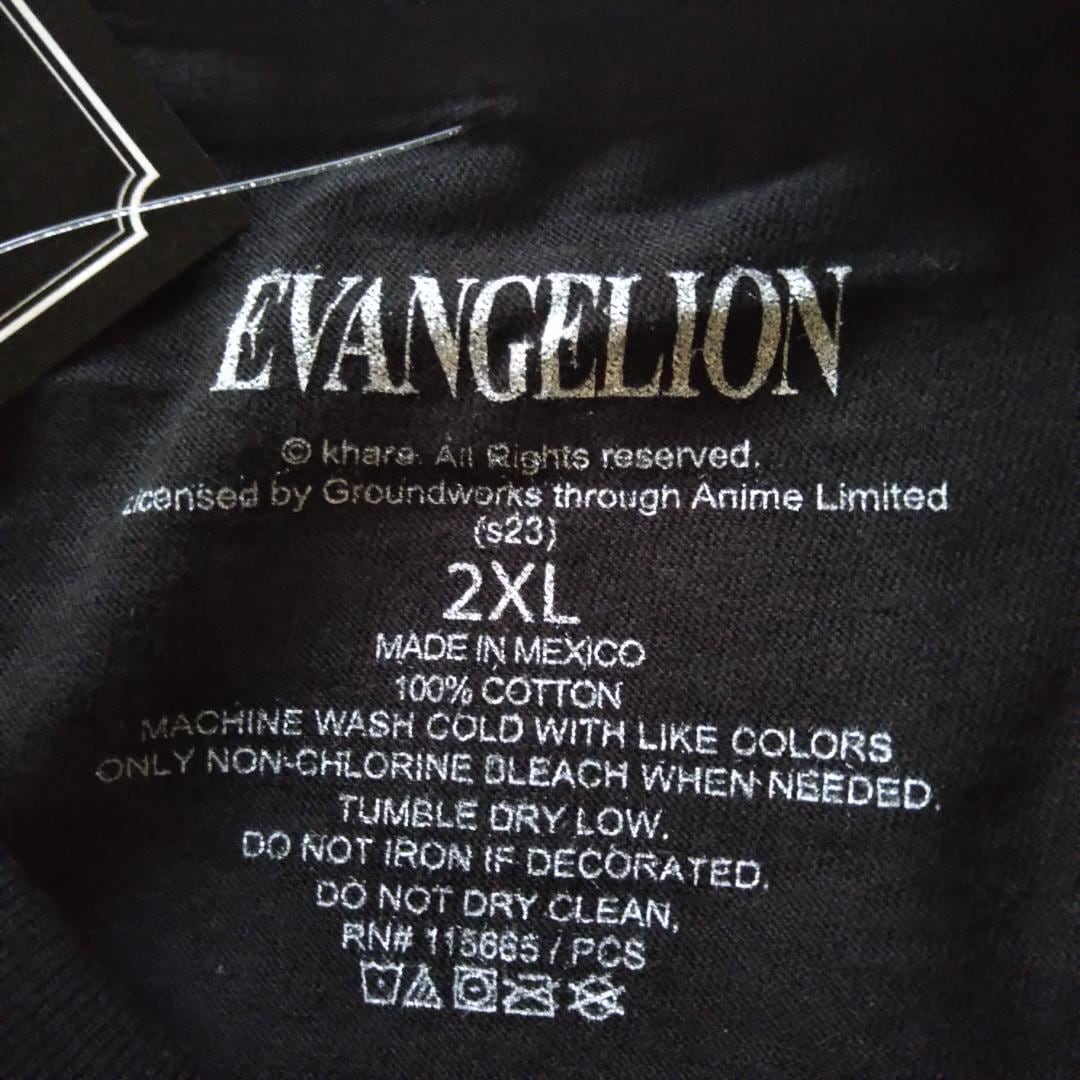 EVANGELION
© khara. All Rights reserved.
Licensed by Groundworks through Anime Limited
(s23)
2XL
MADE IN MEXICO
100% COTTON
MACHINE WASH COLD WITH LIKE COLORS
ONLY NON-CHLORINE BLEACH WHEN NEEDED.
TUMBLE DRY LOW.
DO NOT IRON IF DECORATED.
DO NOT DRY CLEAN.
RN# 115665 / PCS